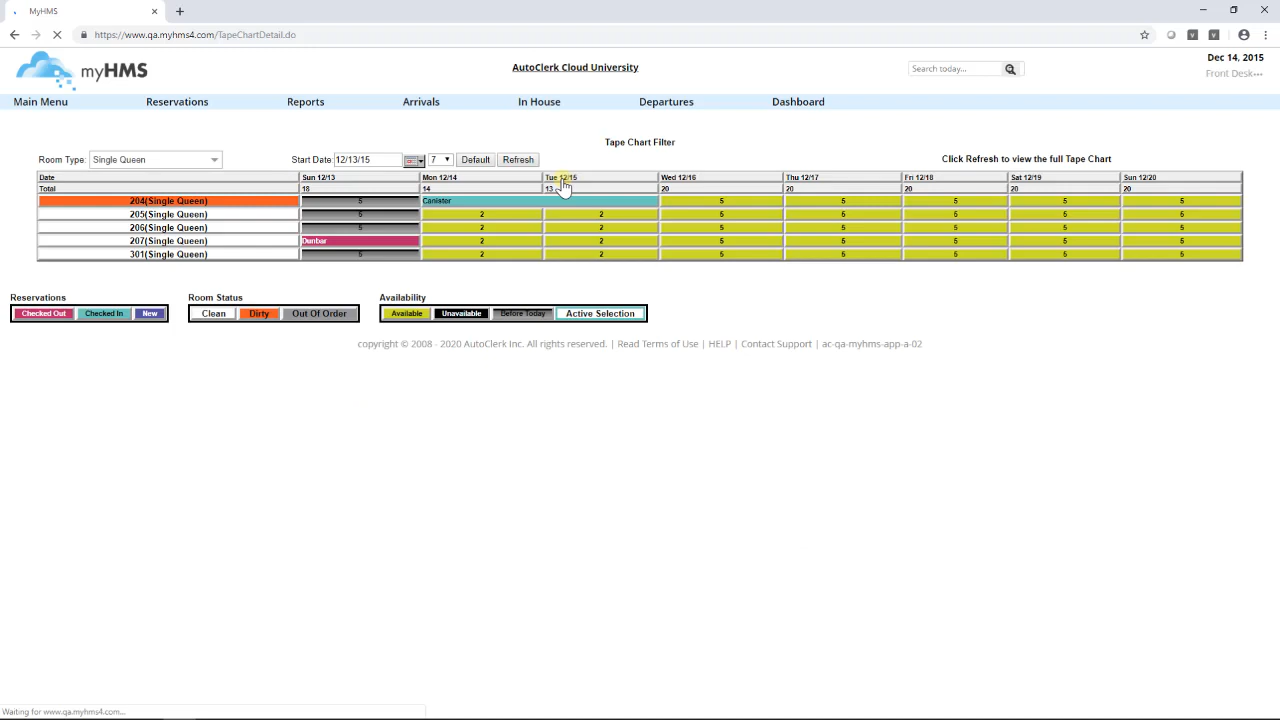 MyHMS
https://www.qa.myhms4.com/TapeChartDetail.do
myHMS
AutoClerk Cloud University
Search today...
Dec 14, 2015
Front Desk•••
Main Menu Reservations Reports Arrivals In House Departures Dashboard
Tape Chart Filter
Room Type: Single Queen Start Date: 12/13/15 7 Default Refresh Click Refresh to view the full Tape Chart
Date Sun 12/13 Mon 12/14 Tue 12/15 Wed 12/16 Thu 12/17 Fri 12/18 Sat 12/19 Sun 12/20
Total 18 14 13 20 20 20 20 20
204(Single Queen) 5 Canister 5 5 5 5 5
205(Single Queen) 5 2 2 5 5 5 5 5
206(Single Queen) 5 2 2 5 5 5 5 5
207(Single Queen) Dunbar 2 2 5 5 5 5 5
301(Single Queen) 5 2 2 5 5 5 5 5
Reservations Room Status Availability
Checked Out Checked In New Clean Dirty Out Of Order Available Unavailable Before Today Active Selection
copyright © 2008 - 2020 AutoClerk Inc. All rights reserved. | Read Terms of Use | HELP | Contact Support | ac-qa-myhms-app-a-02
Waiting for www.qa.myhms4.com...